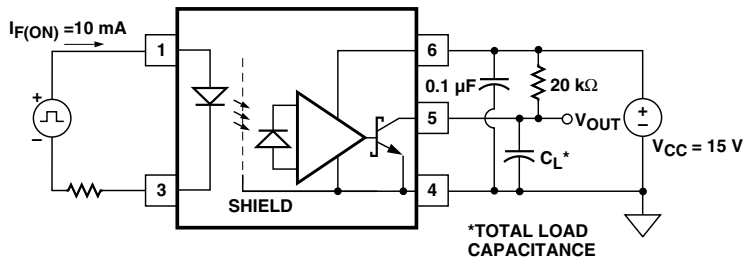 I_F(ON) = 10 mA
1
6
0.1 µF
20 kΩ
+
–
5
V_OUT
+
–
V_CC = 15 V
C_L*
3
4
SHIELD
*TOTAL LOAD
CAPACITANCE